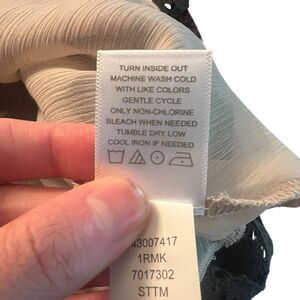 TURN INSIDE OUT
MACHINE WASH COLD
WITH LIKE COLORS
GENTLE CYCLE
ONLY NON-CHLORINE
BLEACH WHEN NEEDED
TUMBLE DRY LOW
COOL IRON IF NEEDED
43007417
1RMK
7017302
STTM